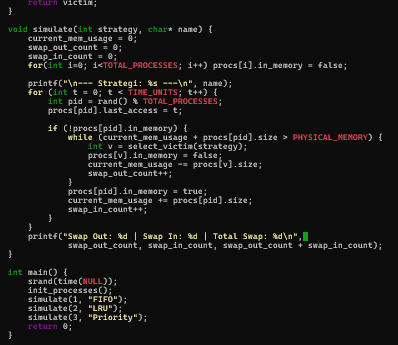 return victim;
}

void simulate(int strategy, char* name) {
    current_mem_usage = 0;
    swap_out_count = 0;
    swap_in_count = 0;
    for(int i=0; i<TOTAL_PROCESSES; i++) procs[i].in_memory = false;

    printf("\n--- Strategi: %s ---\n", name);
    for (int t = 0; t < TIME_UNITS; t++) {
        int pid = rand() % TOTAL_PROCESSES;
        procs[pid].last_access = t;

        if (!procs[pid].in_memory) {
            while (current_mem_usage + procs[pid].size > PHYSICAL_MEMORY) {
                int v = select_victim(strategy);
                procs[v].in_memory = false;
                current_mem_usage -= procs[v].size;
                swap_out_count++;
            }
            procs[pid].in_memory = true;
            current_mem_usage += procs[pid].size;
            swap_in_count++;
        }
    }
    printf("Swap Out: %d | Swap In: %d | Total Swap: %d\n",
            swap_out_count, swap_in_count, swap_out_count + swap_in_count);
}

int main() {
    srand(time(NULL));
    init_processes();
    simulate(1, "FIFO");
    simulate(2, "LRU");
    simulate(3, "Priority");
    return 0;
}